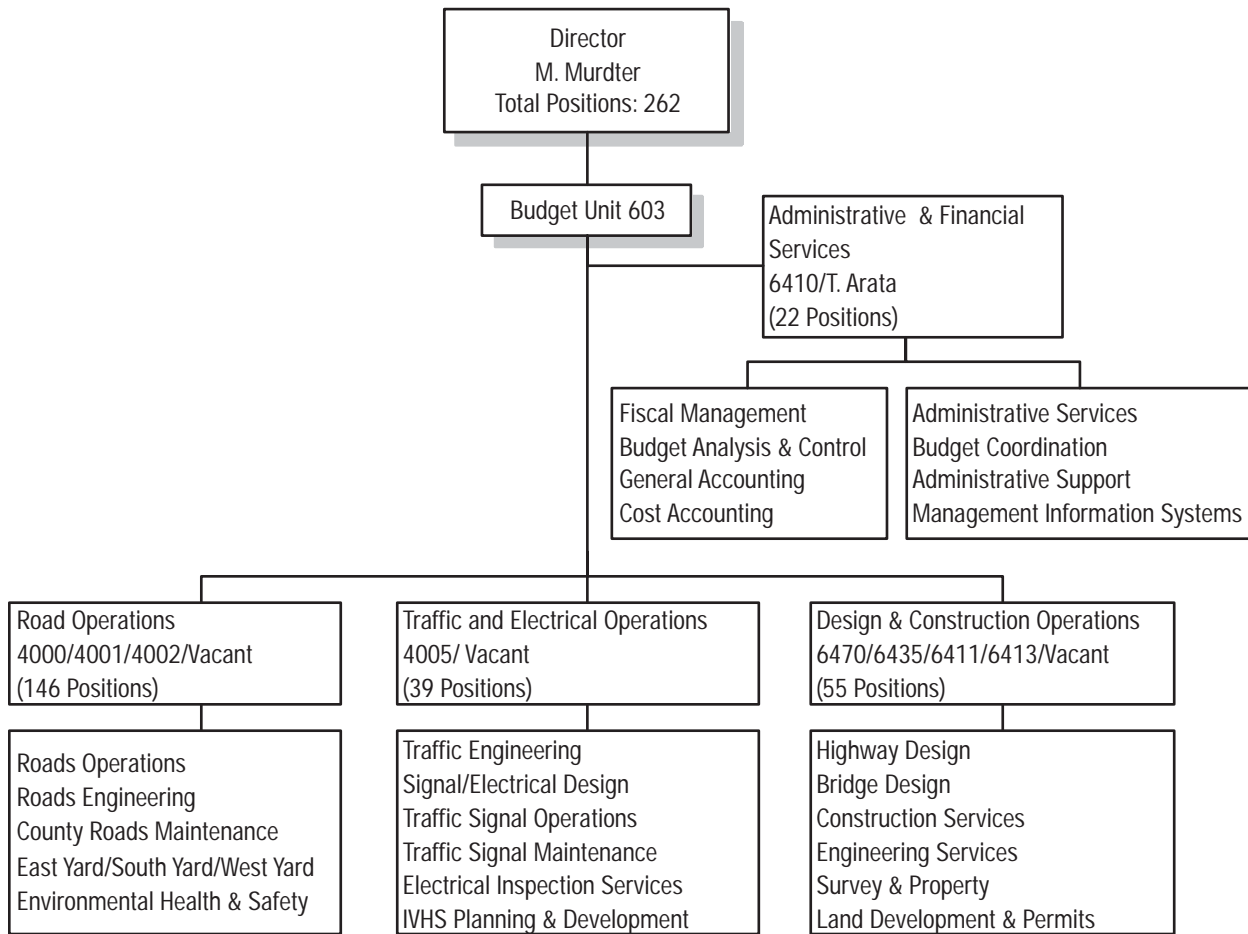 Director
M. Murdter
Total Positions: 262
Budget Unit 603
Administrative & Financial
Services
6410/T. Arata
(22 Positions)
Fiscal Management
Budget Analysis & Control
General Accounting
Cost Accounting
Administrative Services
Budget Coordination
Administrative Support
Management Information Systems
Road Operations
4000/4001/4002/Vacant
(146 Positions)
Traffic and Electrical Operations
4005/ Vacant
(39 Positions)
Design & Construction Operations
6470/6435/6411/6413/Vacant
(55 Positions)
Roads Operations
Roads Engineering
County Roads Maintenance
East Yard/South Yard/West Yard
Environmental Health & Safety
Traffic Engineering
Signal/Electrical Design
Traffic Signal Operations
Traffic Signal Maintenance
Electrical Inspection Services
IVHS Planning & Development
Highway Design
Bridge Design
Construction Services
Engineering Services
Survey & Property
Land Development & Permits